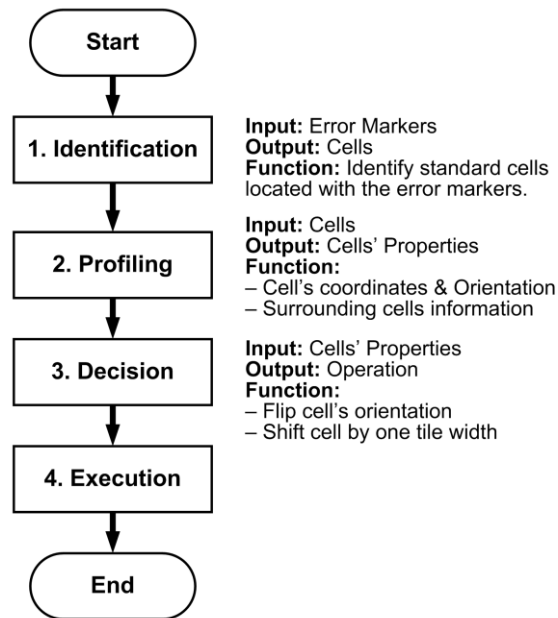 Start
1. Identification
Input: Error Markers
Output: Cells
Function: Identify standard cells
located with the error markers.
2. Profiling
Input: Cells
Output: Cells’ Properties
Function:
– Cell’s coordinates & Orientation
– Surrounding cells information
3. Decision
Input: Cells’ Properties
Output: Operation
Function:
– Flip cell’s orientation
– Shift cell by one tile width
4. Execution
End